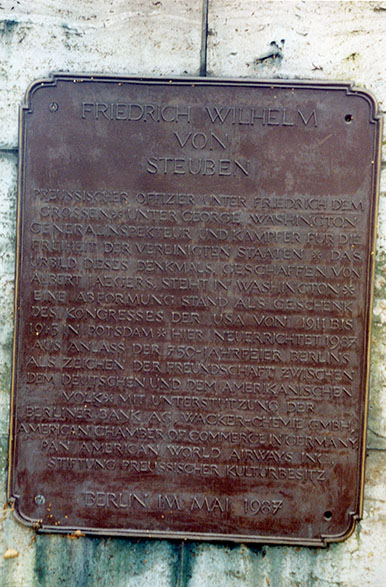 FRIEDRICH WILHELM
VON
STEUBEN
PREUSSISCHER OFFIZIER UNTER FRIEDRICH DEM
GROSSEN * UNTER GEORGE WASHINGTON
GENERALINSPEKTEUR UND KÄMPFER FÜR DIE
FREIHEIT DER VEREINIGTEN STAATEN * DAS
URBILD DIESES DENKMALS, GESCHAFFEN VON
ALBERT JAEGERS, STEHT IN WASHINGTON *
EINE ABFORMUNG STAND ALS GESCHENK
DES KONGRESSES DER USA VON 1911 BIS
1945 IN POTSDAM * HIER NEU ERRICHTET 1987
AUS ANLASS DER 750-JAHRFEIER BERLINS
ALS ZEICHEN DER FREUNDSCHAFT ZWISCHEN
DEM DEUTSCHEN UND DEM AMERIKANISCHEN
VOLK * MIT UNTERSTÜTZUNG DER
BERLINER BANK AG, WACKER-CHEMIE GMBH,
AMERICAN CHAMBER OF COMMERCE IN GERMANY
PAN AMERICAN WORLD AIRWAYS IN
STIFTUNG PREUSSISCHER KULTURBESITZ
BERLIN IM MAI 1987